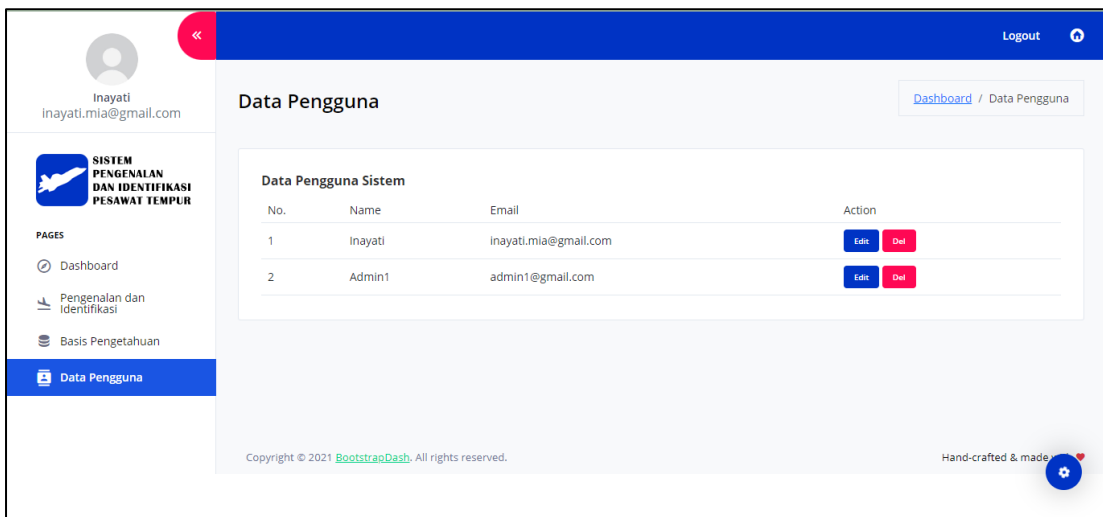 Logout
Inayati
inayati.mia@gmail.com
Data Pengguna
Dashboard / Data Pengguna
SISTEM
PENGENALAN
DAN IDENTIFIKASI
PESAWAT TEMPUR
PAGES
Dashboard
Pengenalan dan
Identifikasi
Basis Pengetahuan
Data Pengguna
Data Pengguna Sistem
No. Name Email Action
1 Inayati inayati.mia@gmail.com Edit Del
2 Admin1 admin1@gmail.com Edit Del
Copyright © 2021 BootstrapDash. All rights reserved.
Hand-crafted & made